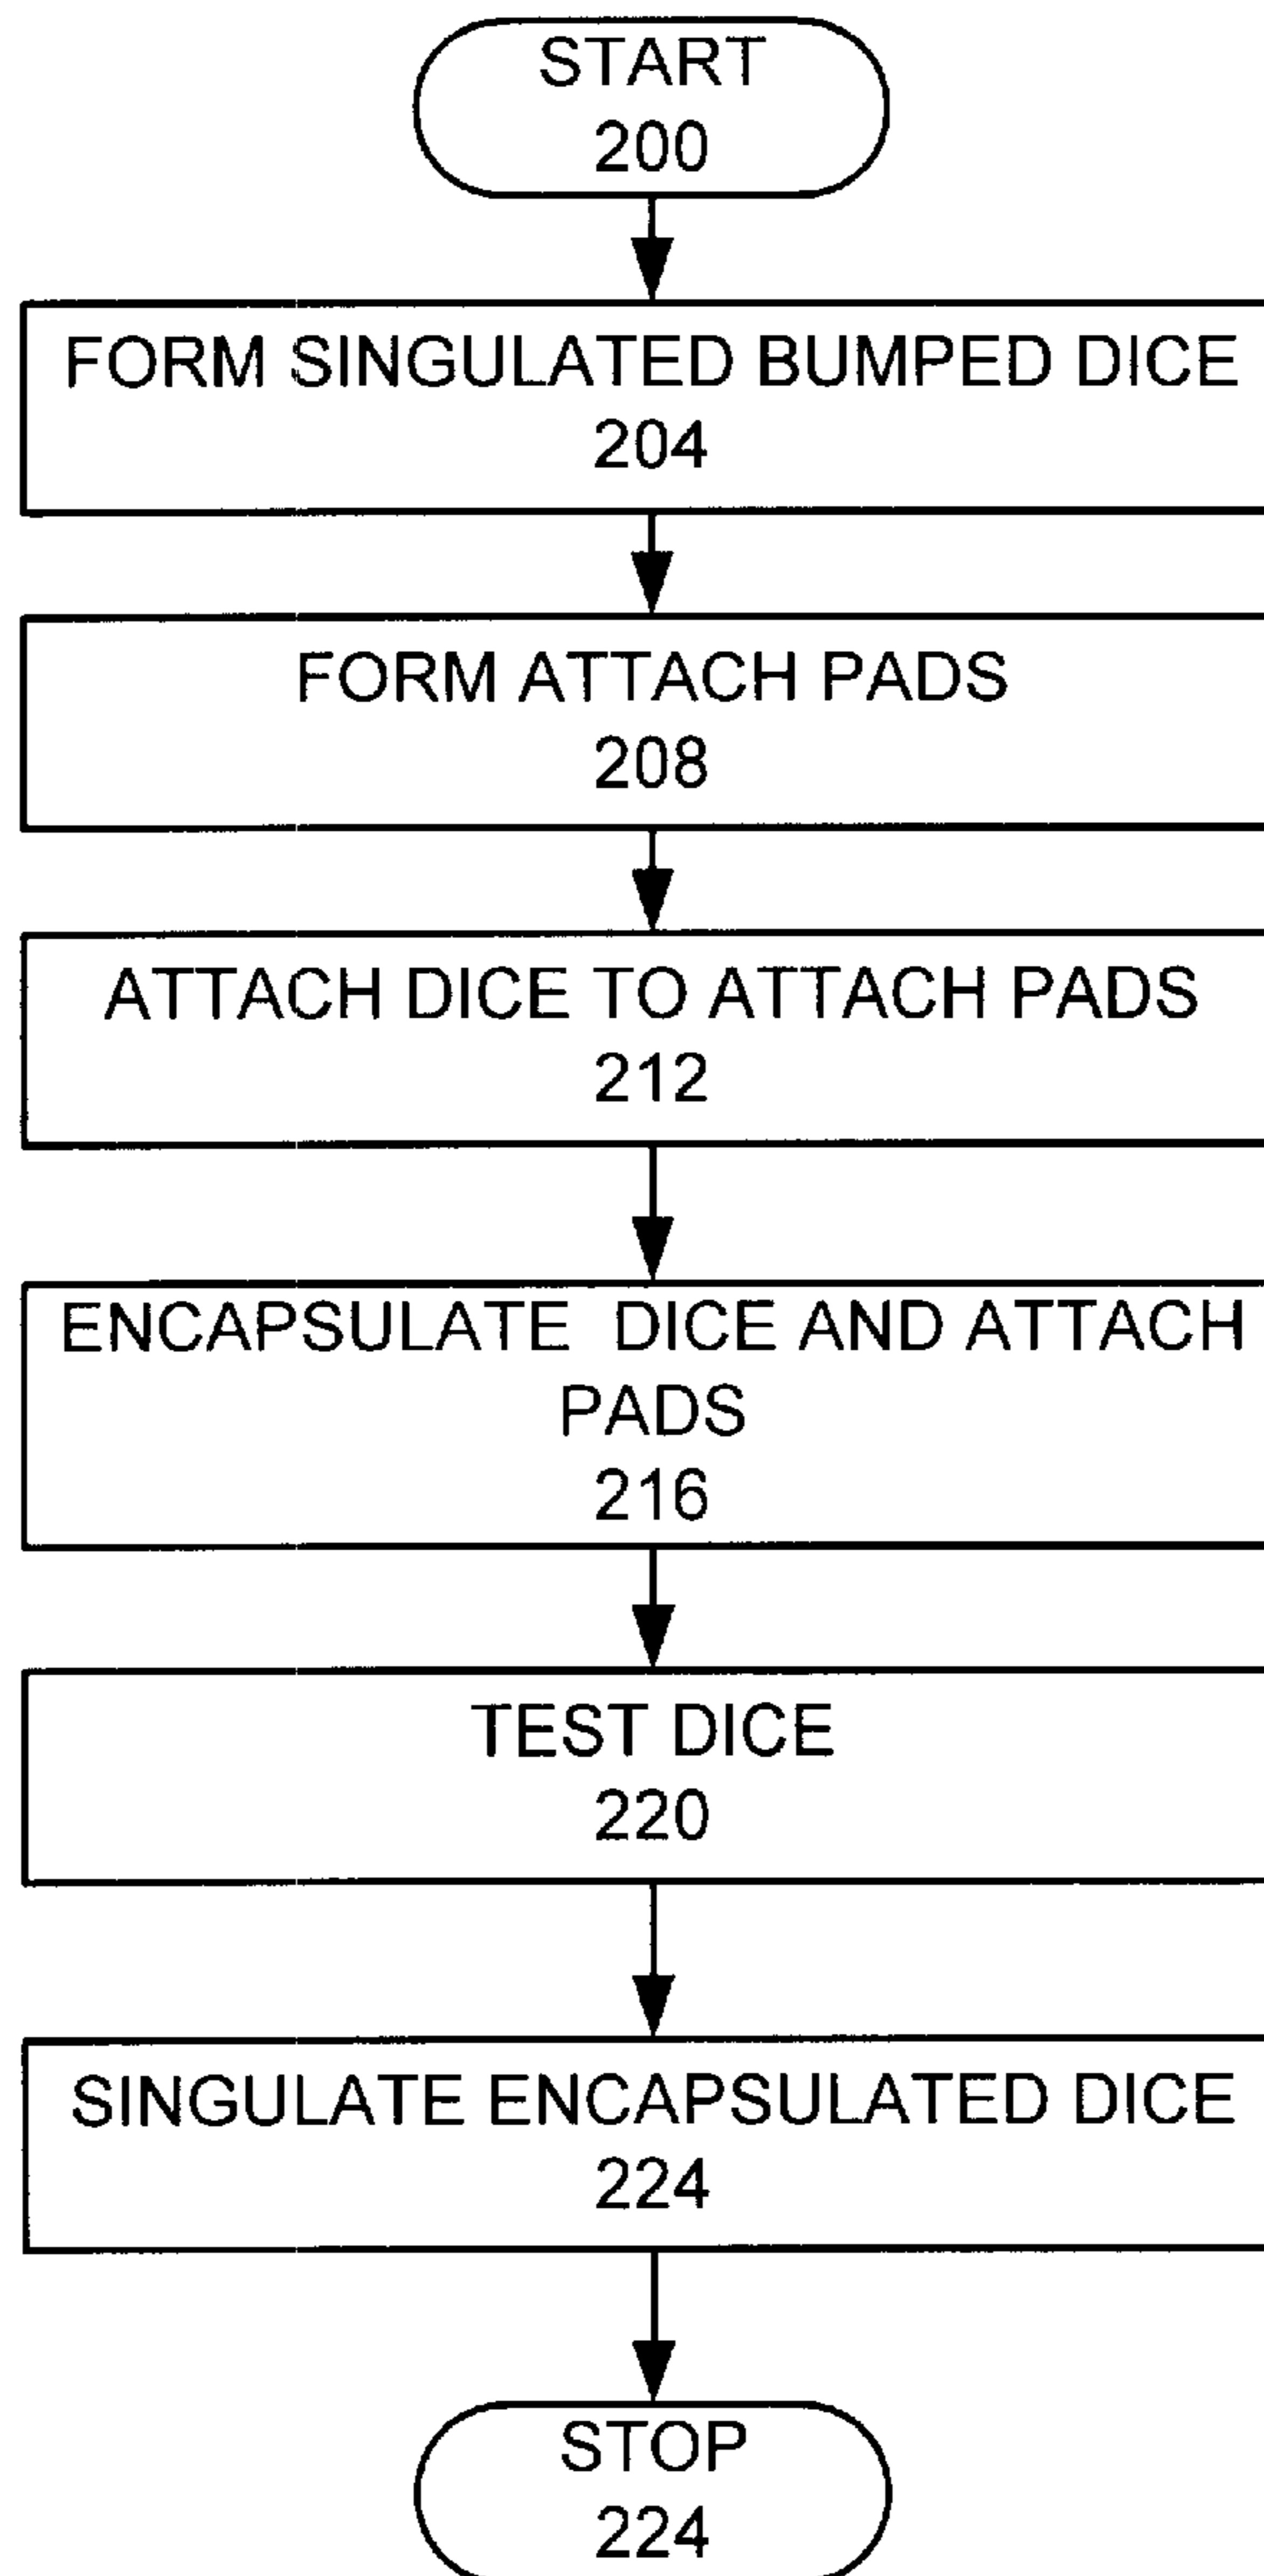 START
200
FORM SINGULATED BUMPED DICE
204
FORM ATTACH PADS
208
ATTACH DICE TO ATTACH PADS
212
ENCAPSULATE DICE AND ATTACH
PADS
216
TEST DICE
220
SINGULATE ENCAPSULATED DICE
224
STOP
224